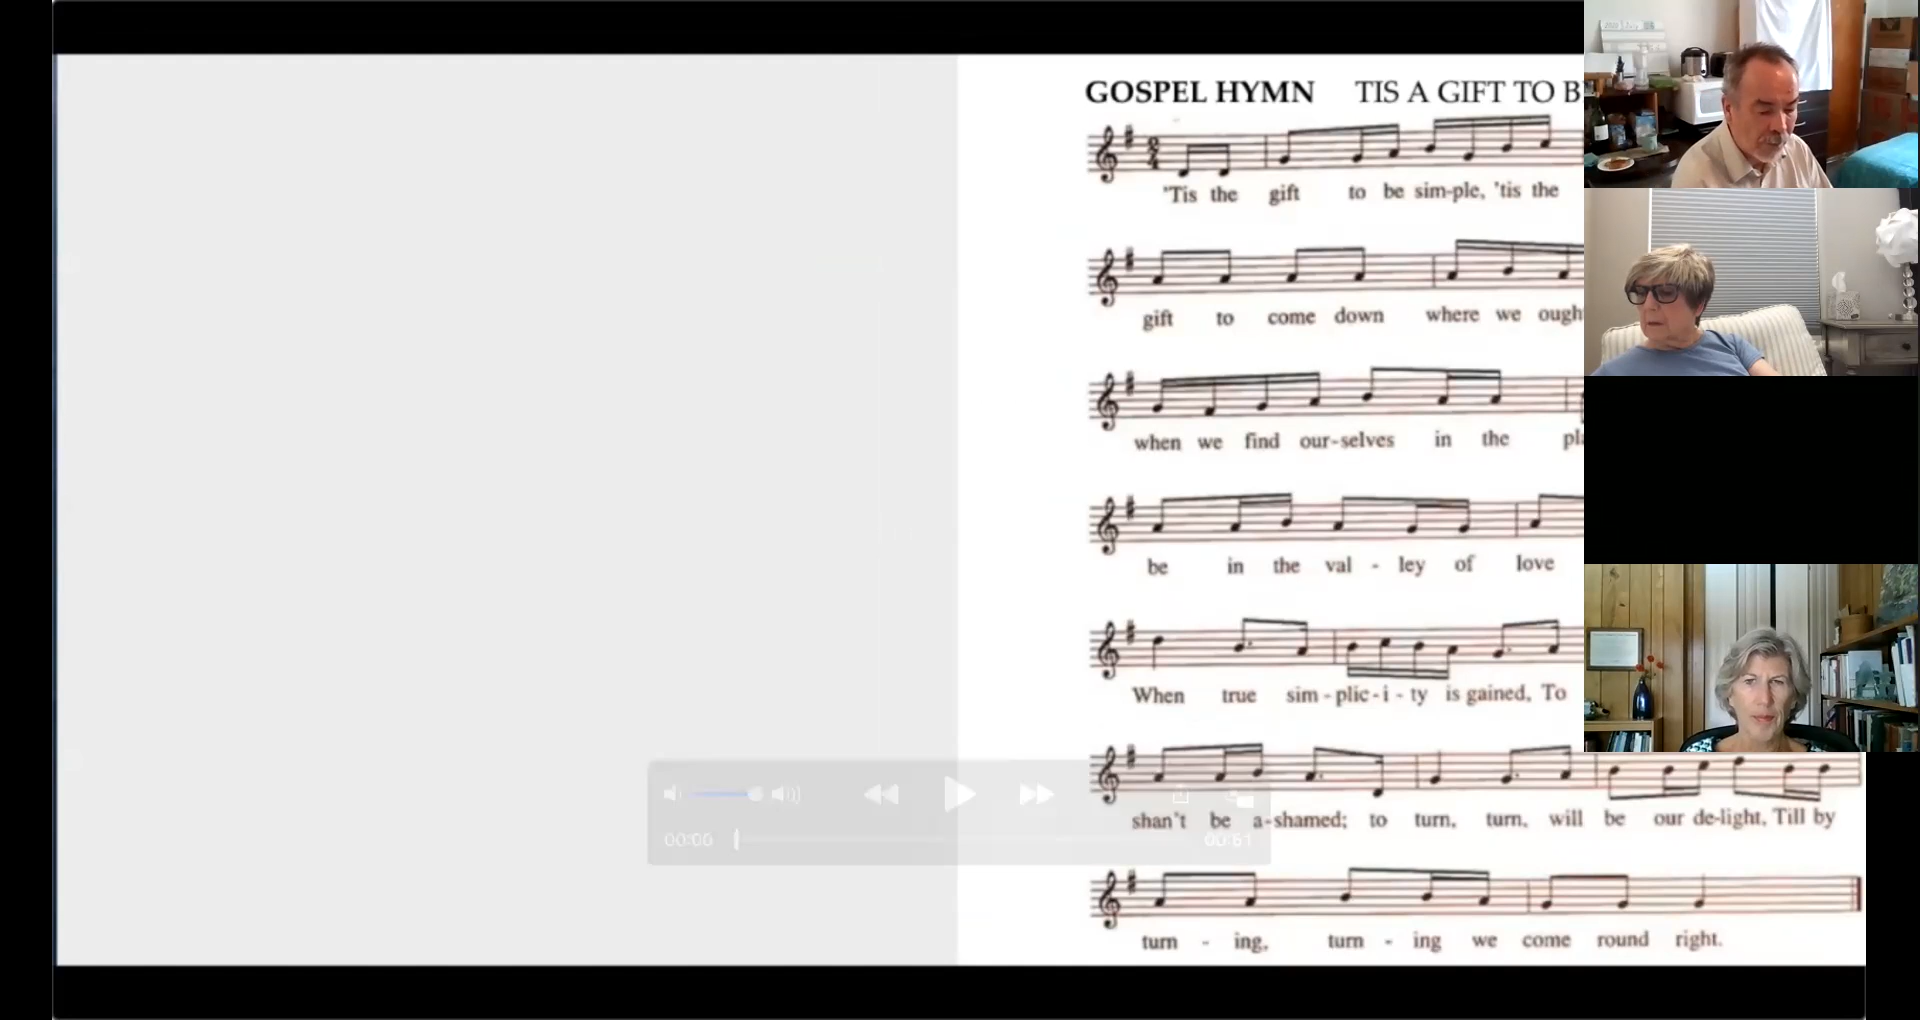 GOSPEL HYMN TIS A GIFT TO B
'Tis the gift to be sim-ple, 'tis the
gift to come down where we ough
when we find our-selves in the pla
be in the val - ley of love
When true sim-plic-i-ty is gained, To
shan't be a-shamed; to turn, turn, will be our de-light, Till by
00:00 00:51
turn - ing, turn - ing we come round right.